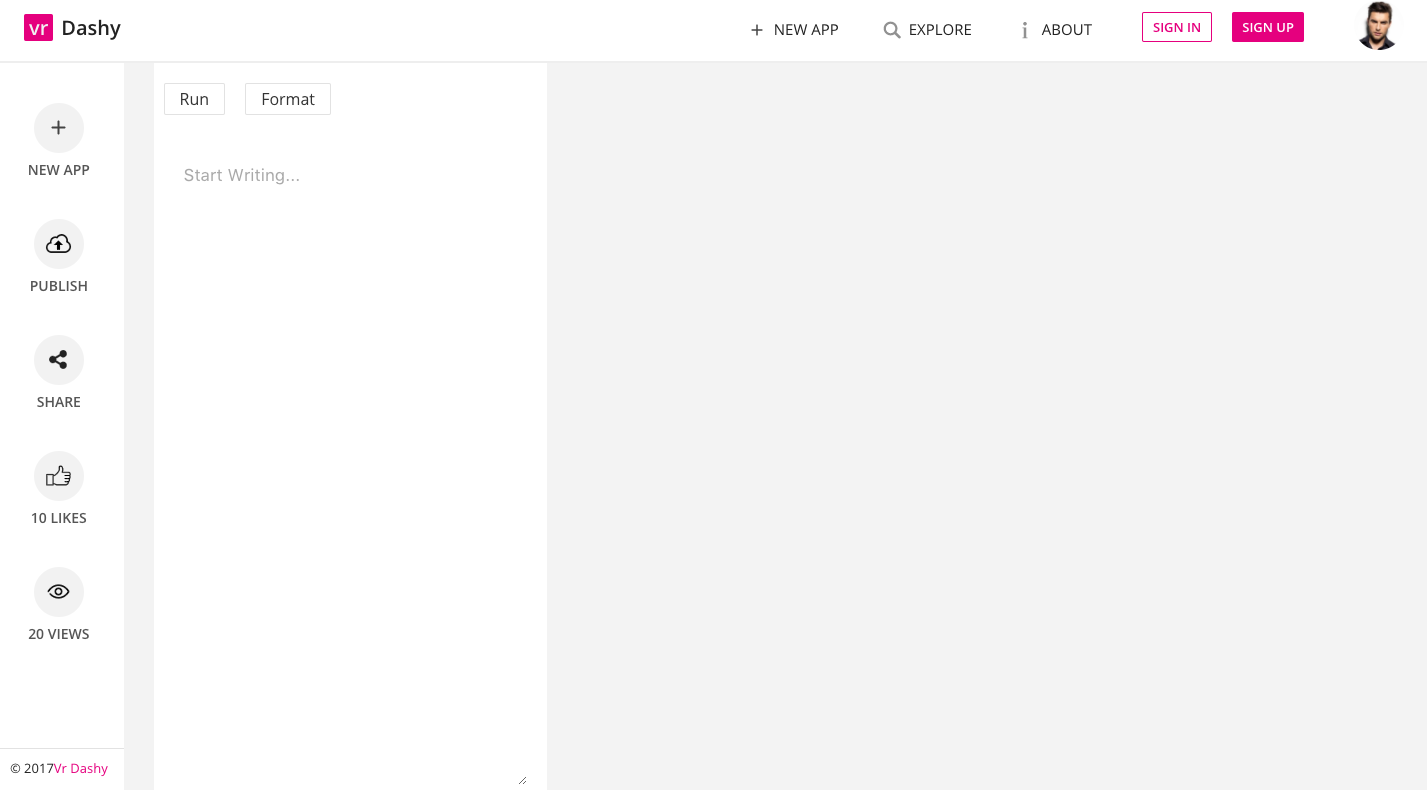 vr Dashy
NEW APP
EXPLORE
ABOUT
SIGN IN
SIGN UP
NEW APP
PUBLISH
SHARE
10 LIKES
20 VIEWS
© 2017Vr Dashy
Run
Format
Start Writing...